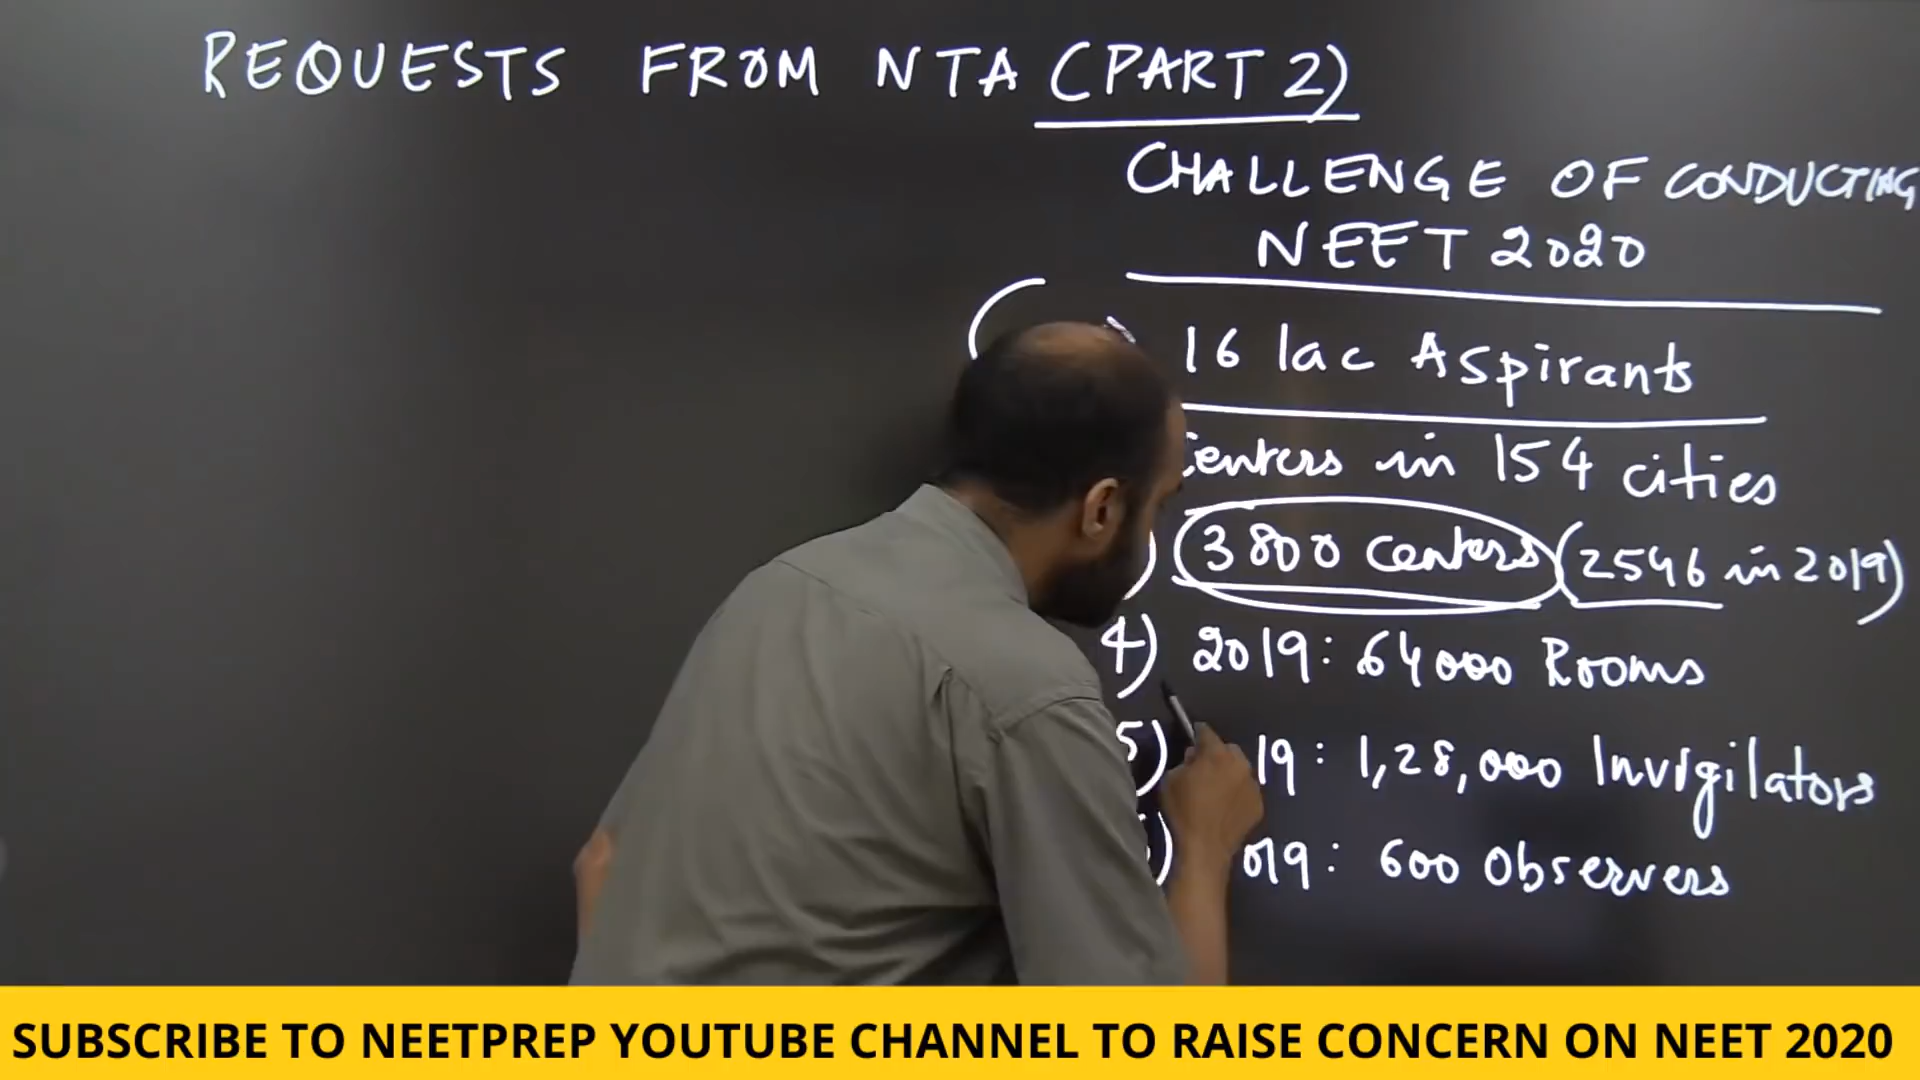 REQUESTS FROM NTA (PART 2)
CHALLENGE OF CONDUCTING
NEET 2020
16 lac Aspirants
Centers in 154 cities
) 3800 centers (2546 in 2019)
4) 2019: 64000 Rooms
5) 19: 1,28,000 Invigilators
) 019: 600 Observers
SUBSCRIBE TO NEETPREP YOUTUBE CHANNEL TO RAISE CONCERN ON NEET 2020